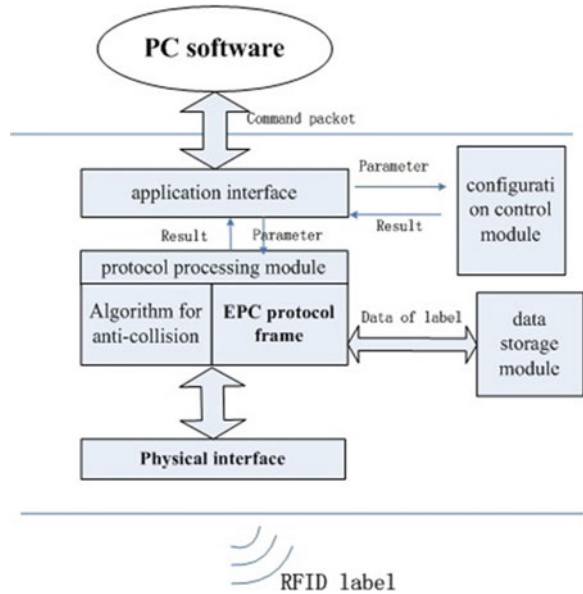 PC software
Command packet
application interface
Parameter
Result
configurati
on control
module
Result
Parameter
protocol processing module
Algorithm for
anti-collision
EPC protocol
frame
Data of label
data
storage
module
Physical interface
RFID label